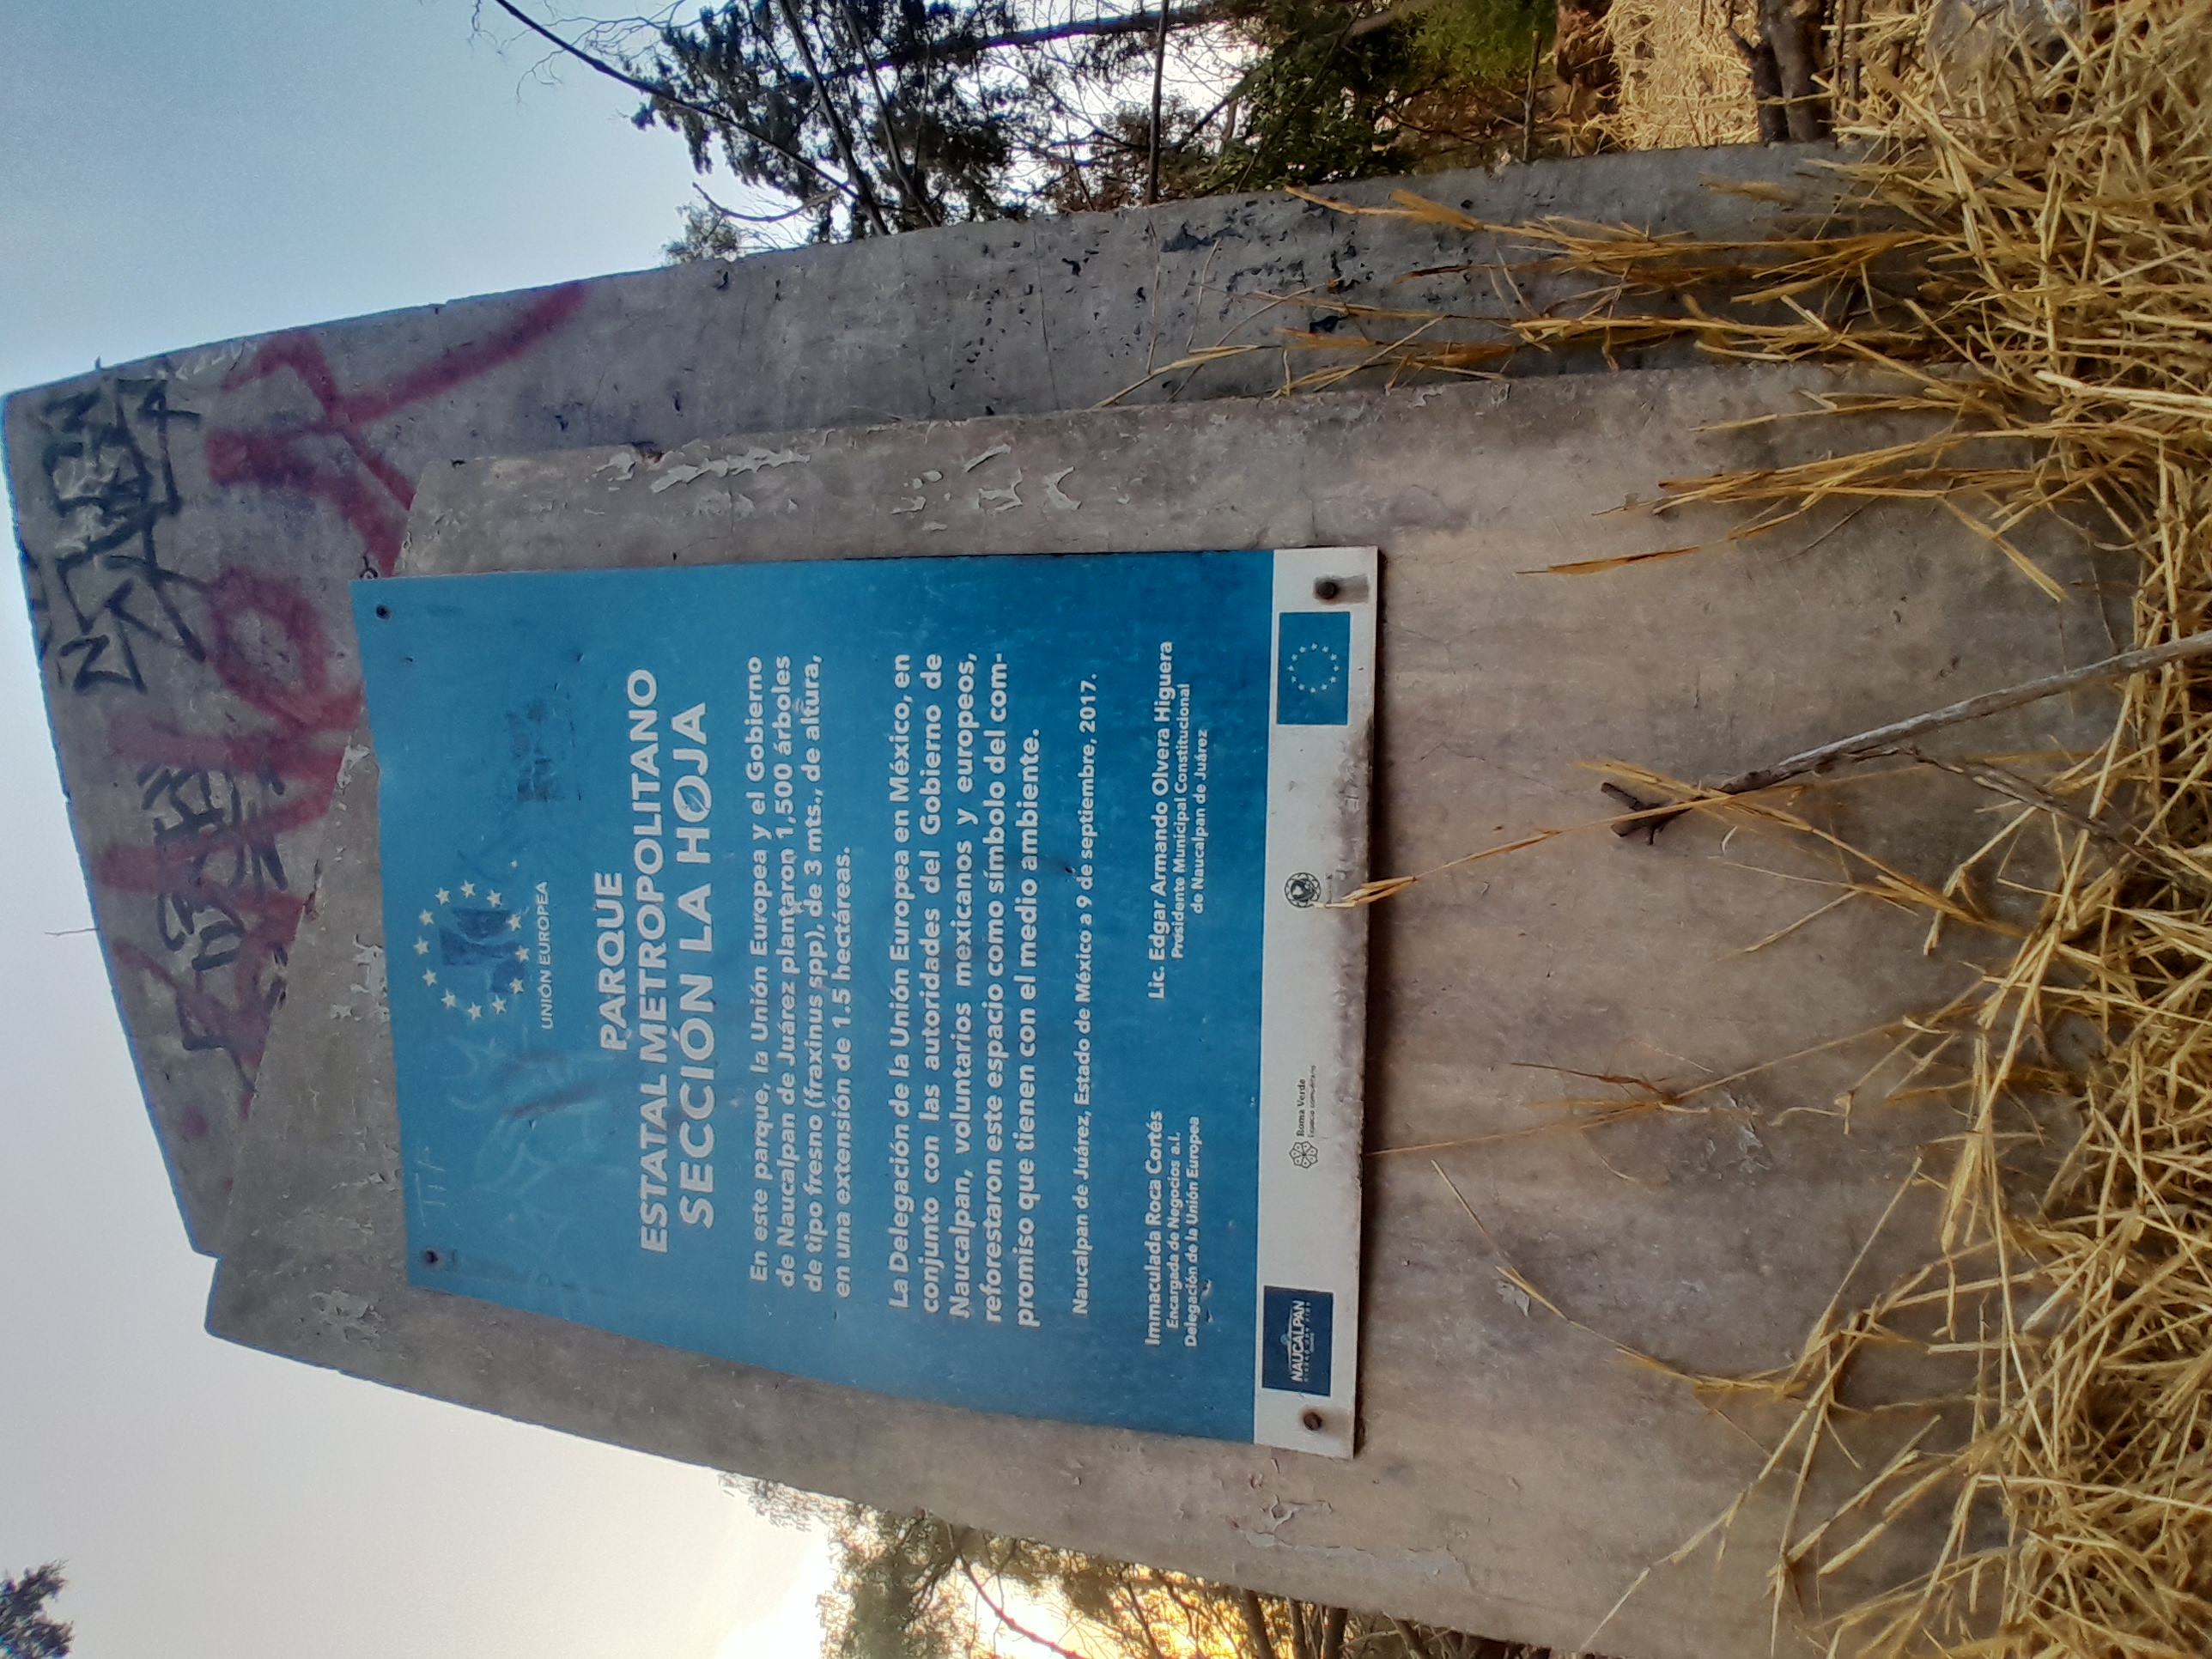 UNIÓN EUROPEA
PARQUE
ESTATAL METROPOLITANO
SECCIÓN LA HOJA
En este parque, la Unión Europea y el Gobierno
de Naucalpan de Juárez plantaron 1,500 árboles
de tipo fresno (fraxinus spp), de 3 mts., de altura,
en una extensión de 1.5 hectáreas.
La Delegación de la Unión Europea en México, en
conjunto con las autoridades del Gobierno de
Naucalpan, voluntarios mexicanos y europeos,
reforestaron este espacio como símbolo del com-
promiso que tienen con el medio ambiente.
Naucalpan de Juárez, Estado de México a 9 de septiembre, 2017.
Immaculada Roca Cortés
Encargada de Negocios a.I.
Delegación de la Unión Europea
Lic. Edgar Armando Olvera Higuera
Presidente Municipal Constitucional
de Naucalpan de Juárez
NAUCALPAN
Roma Verde
Espacio comunitario